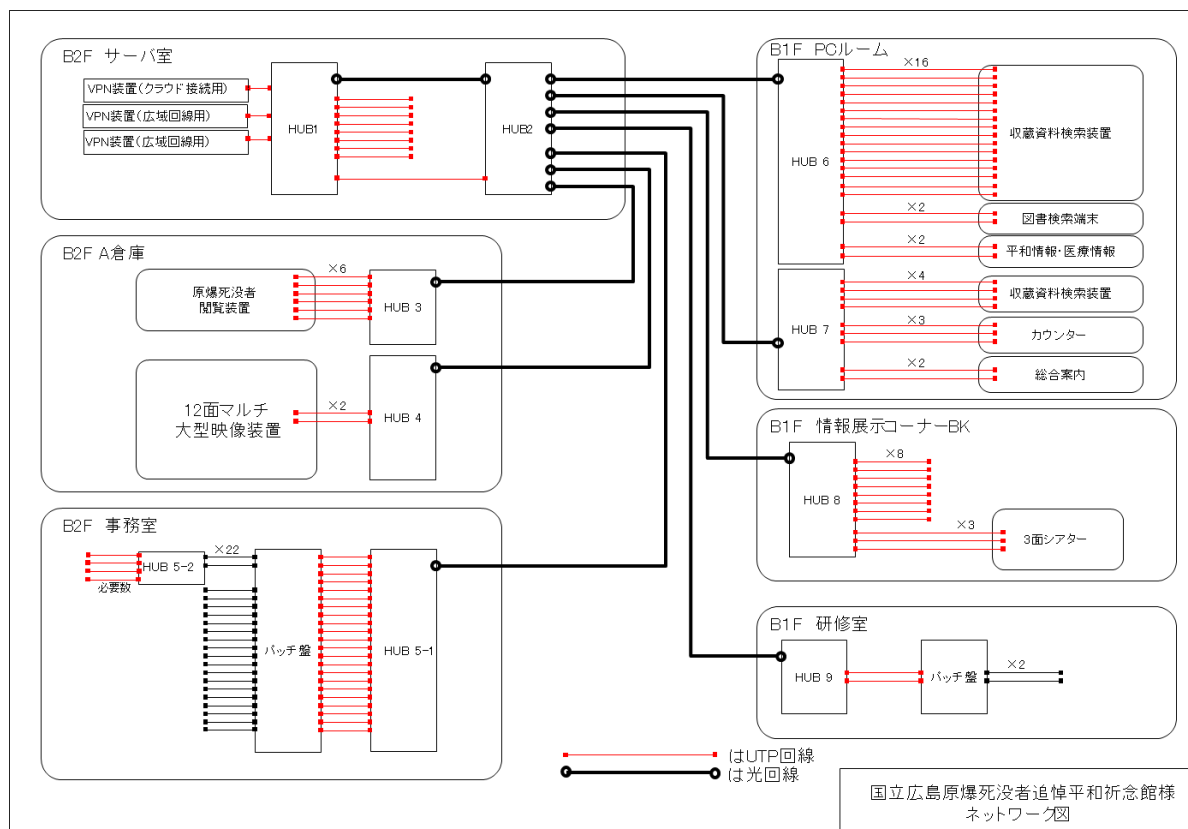 B2F サーバ室
VPN装置(クラウド接続用)
VPN装置(広域回線用)
VPN装置(広域回線用)
HUB1
HUB2
B1F PCルーム
×16
HUB 6
収蔵資料検索装置
×2
図書検索端末
×2
平和情報・医療情報
×4
HUB 7
収蔵資料検索装置
×3
カウンター
×2
総合案内
B2F A倉庫
×6
原爆死没者
閲覧装置
HUB 3
12面マルチ
大型映像装置
×2
HUB 4
B1F 情報展示コーナーBK
×8
HUB 8
×3
3面シアター
B2F 事務室
×22
HUB 5-2
必要数
パッチ盤
HUB 5-1
B1F 研修室
HUB 9
パッチ盤
×2
はUTP回線
は光回線
国立広島原爆死没者追悼平和祈念館様
ネットワーク図